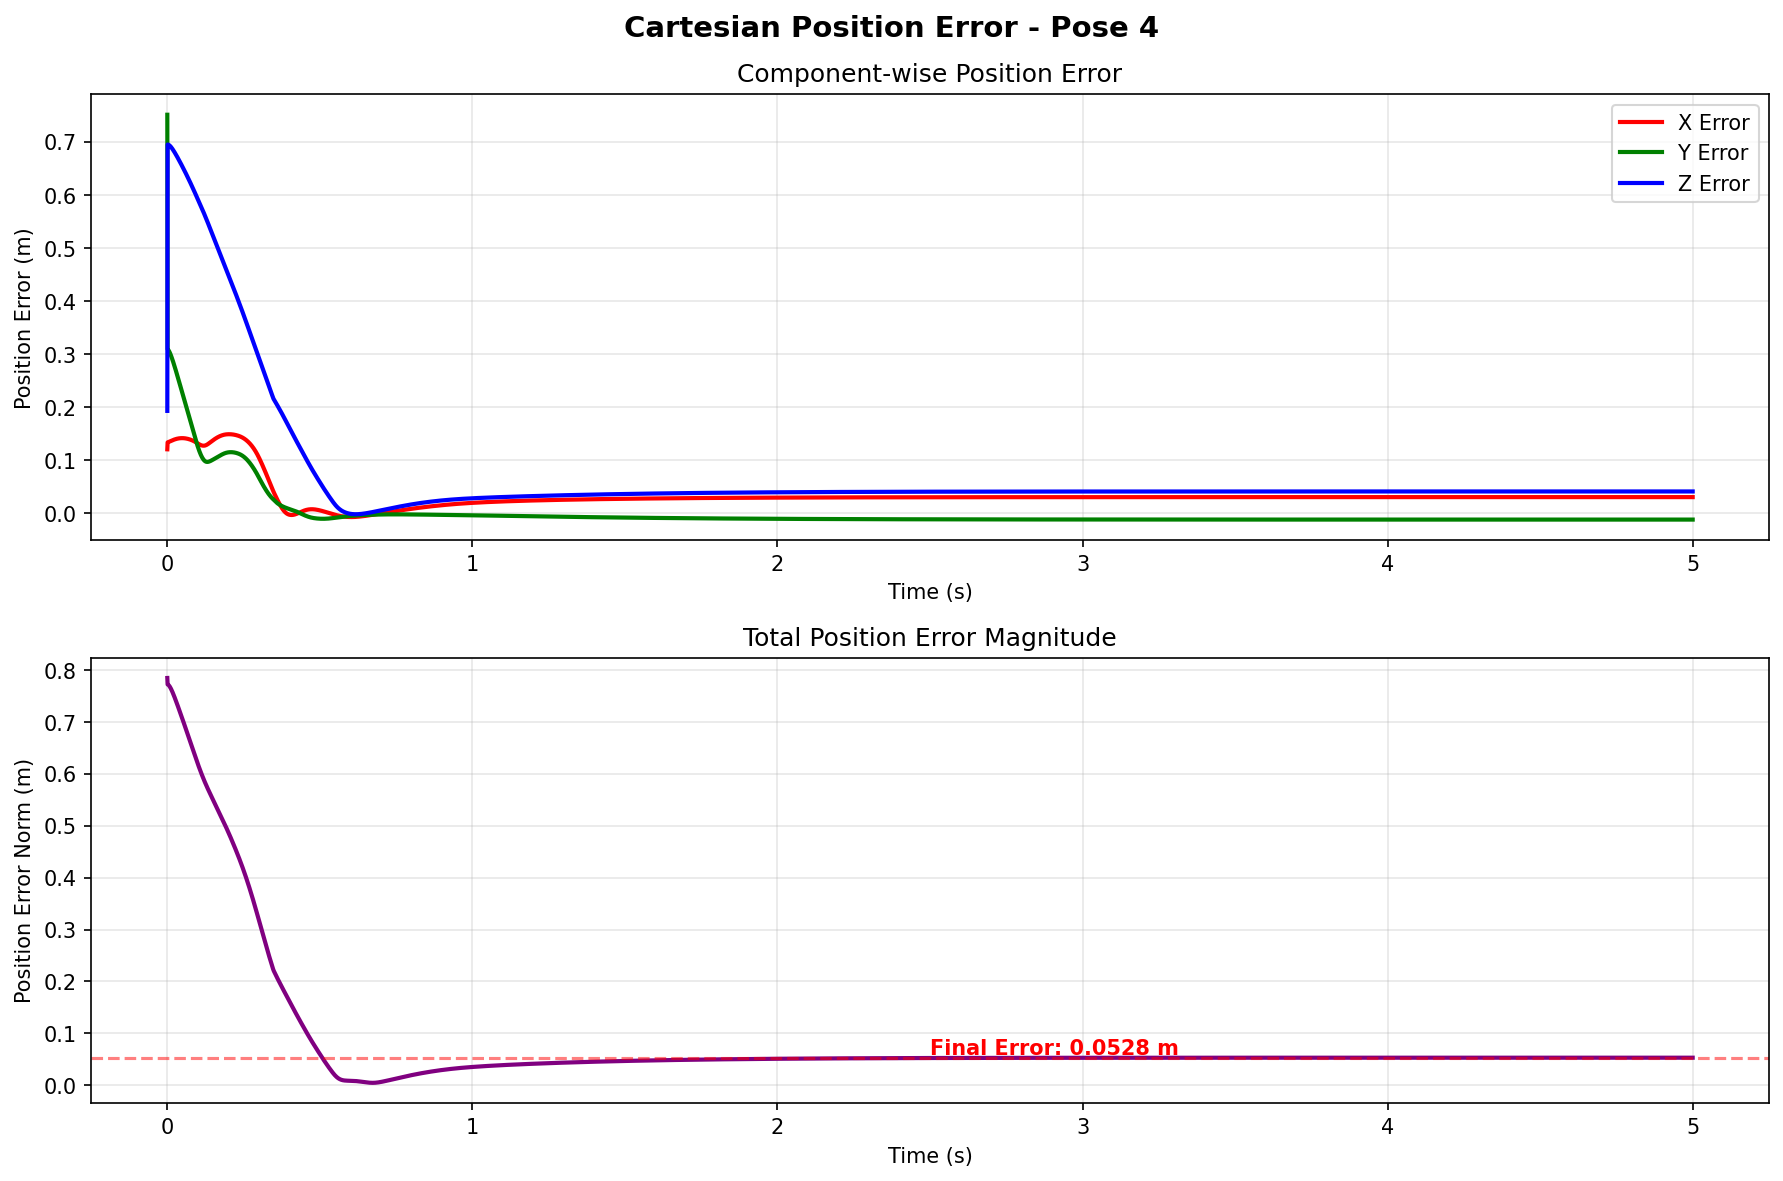 Cartesian Position Error - Pose 4
Component-wise Position Error
Position Error (m)
0.7
0.6
0.5
0.4
0.3
0.2
0.1
0.0
X Error
Y Error
Z Error
0 1 2 3 4 5
Time (s)
Total Position Error Magnitude
Position Error Norm (m)
0.8
0.7
0.6
0.5
0.4
0.3
0.2
0.1
0.0
Final Error: 0.0528 m
0 1 2 3 4 5
Time (s)